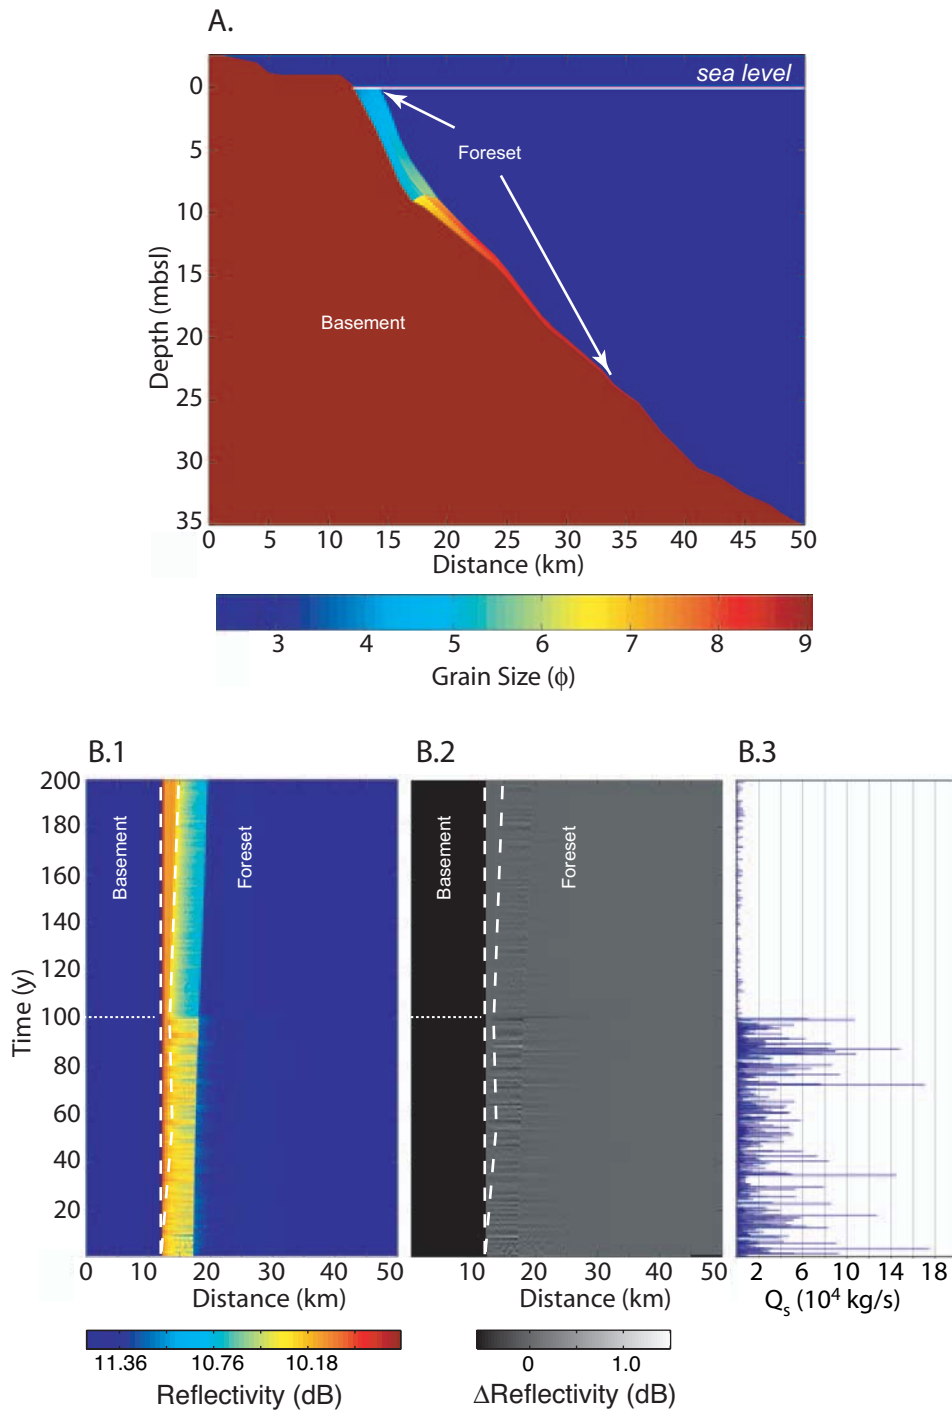 A.
sea level
0
5
10
15
20
25
30
35
Depth (mbsl)
Foreset
Basement
0 5 10 15 20 25 30 35 40 45 50
Distance (km)
3 4 5 6 7 8 9
Grain Size (ϕ)
B.1 B.2 B.3
200
180
160
140
120
100
80
60
40
20
Time (y)
Basement Foreset Basement Foreset
0 10 20 30 40 50 0 10 20 30 40 50 2 6 10 14 18
Distance (km) Distance (km) Qs (10⁴ kg/s)
11.36 10.76 10.18 0 1.0
Reflectivity (dB) ΔReflectivity (dB)